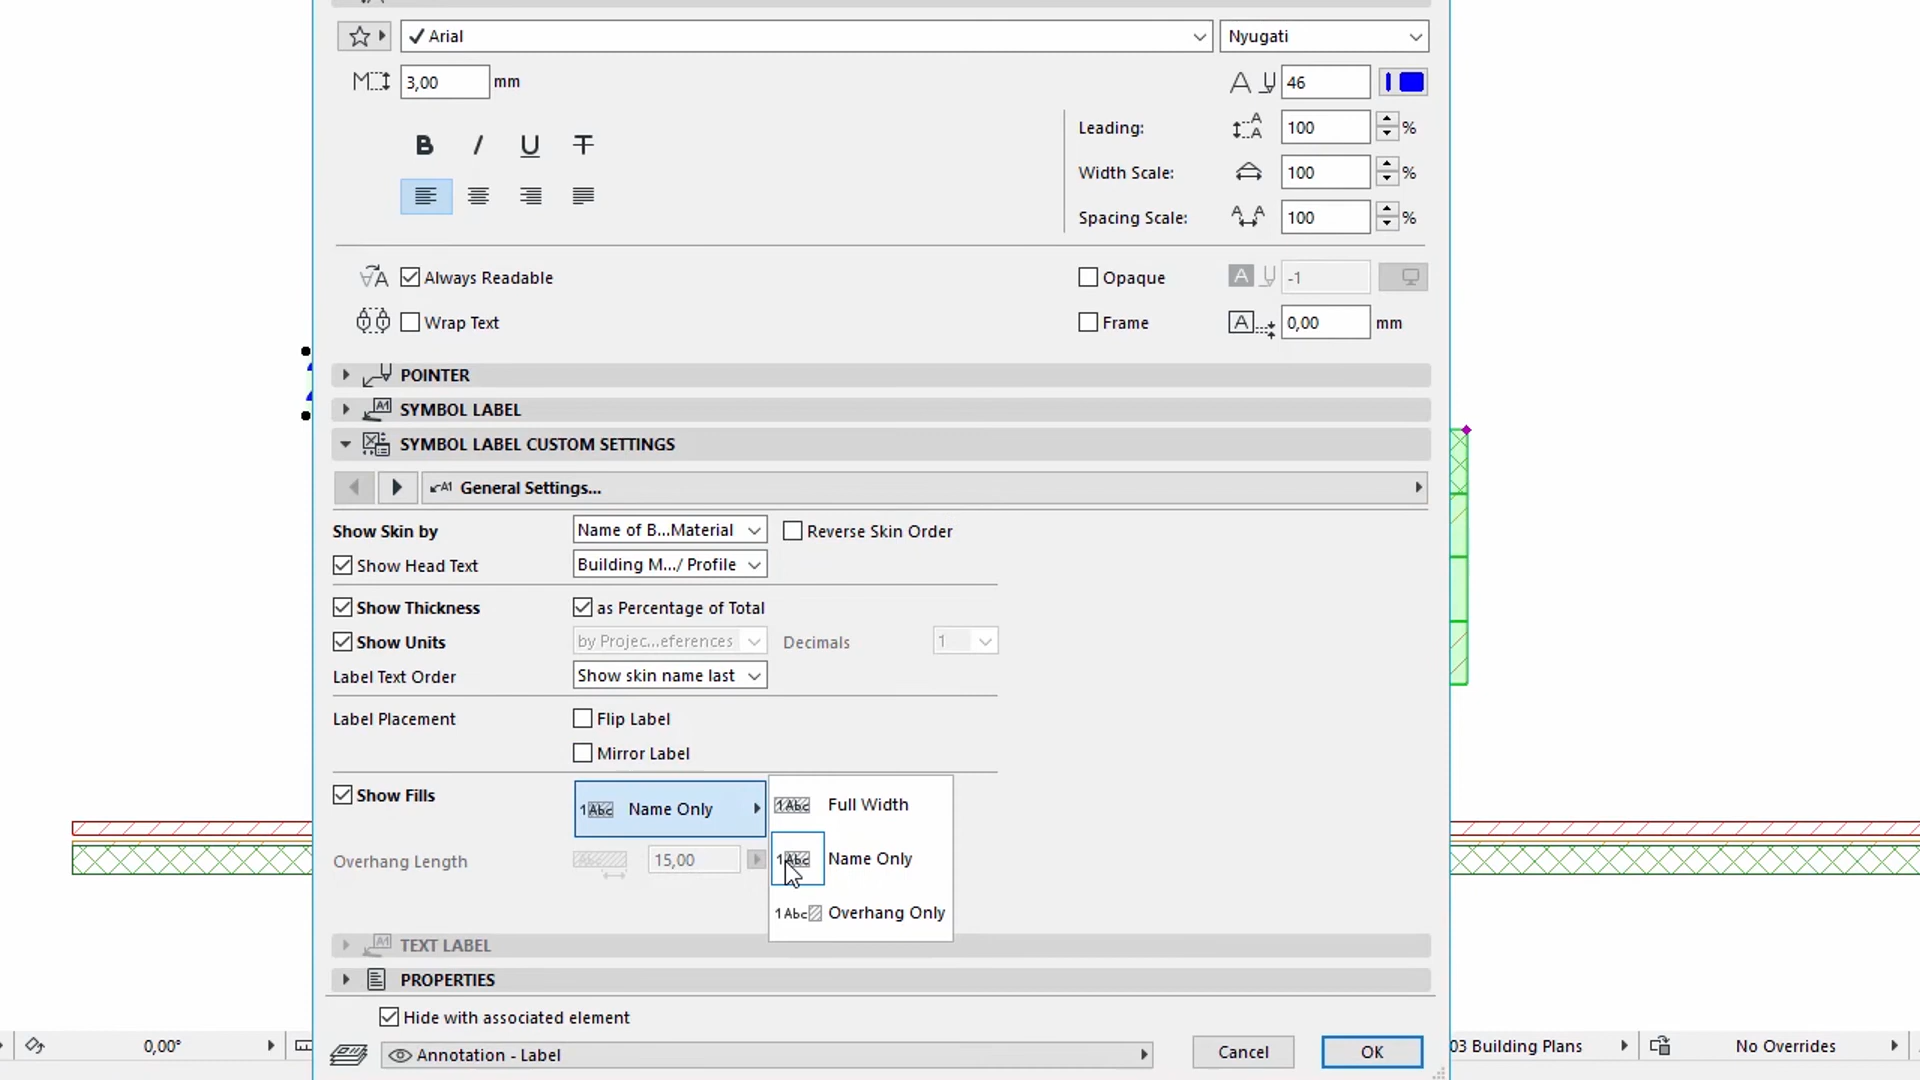 Arial
Nyugati
3,00 mm
46
B I U T
Leading: 100 %
Width Scale: 100 %
Spacing Scale: 100 %
Always Readable
Opaque
-1
Wrap Text
Frame
0,00 mm
POINTER
SYMBOL LABEL
SYMBOL LABEL CUSTOM SETTINGS
General Settings...
Show Skin by
Name of B...Material
Reverse Skin Order
Show Head Text
Building M.../ Profile
Show Thickness
as Percentage of Total
Show Units
by Projec...eferences
Decimals
1
Label Text Order
Show skin name last
Label Placement
Flip Label
Mirror Label
Show Fills
1Abc Name Only
1Abc Full Width
1Abc Name Only
1Abc Overhang Only
Overhang Length
15,00
TEXT LABEL
PROPERTIES
Hide with associated element
Annotation - Label
Cancel
OK
0,00°
03 Building Plans
No Overrides